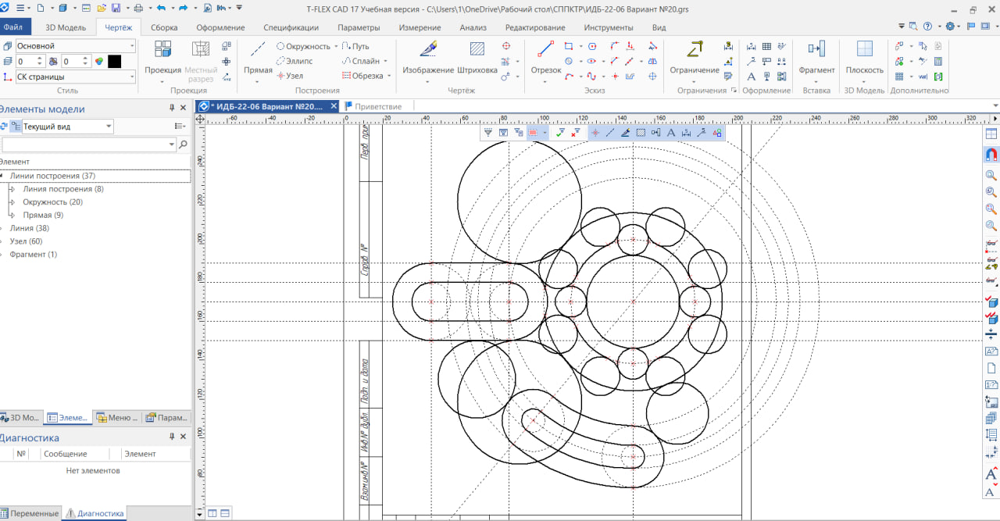 T-FLEX CAD 17 Учебная версия - C:\Users\1\OneDrive\Рабочий стол\СГППКТР\ИДБ-22-06 Вариант №20.grs
Файл 3D Модель Чертёж Сборка Оформление Спецификации Параметры Измерение Анализ Редактирование Инструменты Вид
Основной
0 0
СК страницы
Стиль
Проекция Местный разрез
Проекция
Прямая Окружность Эллипс Узел Путь Сплайн Обрезка
Построения
Изображение Штриховка
Чертёж
Отрезок
Эскиз
Ограничение
Ограничения
Оформление
Фрагмент
Вставка
Плоскость
3D Модель
Дополнительно
Элементы модели
Текущий вид
Элемент
Линии построения (37)
Линия построения (8)
Окружность (20)
Прямая (9)
Линия (38)
Узел (60)
Фрагмент (1)
3D Мо... Элеме... Меню ... Парам...
Диагностика
№ Сообщение Элемент
Нет элементов
Переменные Диагностика
* ИДБ-22-06 Вариант №20.... Приветствие
-60 -40 -20 0 20 40 60 80 100 120 140 160 180 200 220 240 260 280 300 320
240
220
200
180
160
140
120
100
80
Справ. №
Подп. и дата
Инв № дубл.
Взам инв №